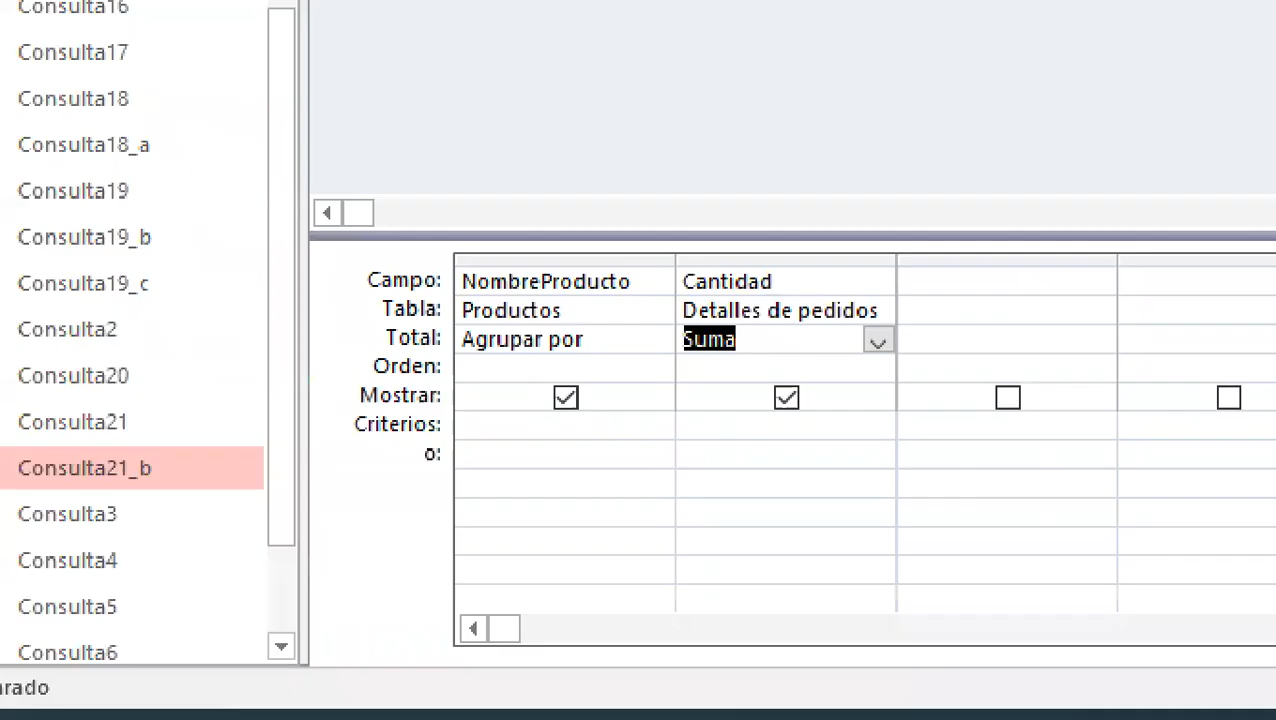 Consulta16
Consulta17
Consulta18
Consulta18_a
Consulta19
Consulta19_b
Consulta19_c
Consulta2
Consulta20
Consulta21
Consulta21_b
Consulta3
Consulta4
Consulta5
Consulta6
Campo: NombreProducto Cantidad
Tabla: Productos Detalles de pedidos
Total: Agrupar por Suma
Orden:
Mostrar:
Criterios:
o: